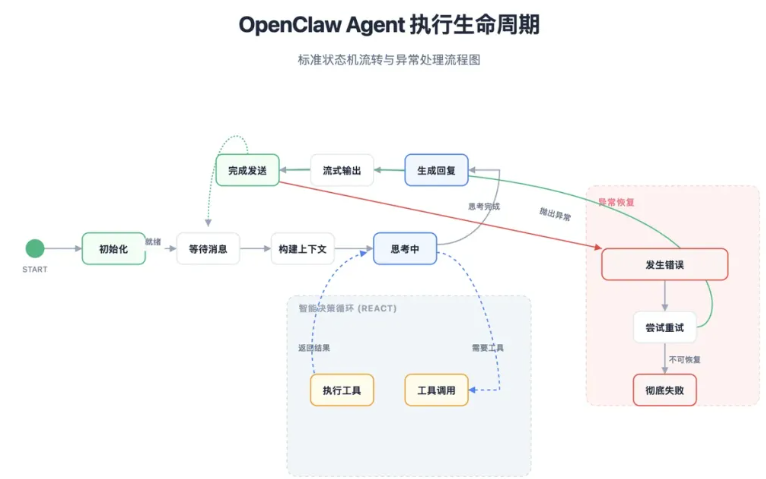 OpenClaw Agent 执行生命周期
标准状态机流转与异常处理流程图
完成发送
流式输出
生成回复
思考完成
抛出异常
异常恢复
START
初始化
就绪
等待消息
构建上下文
思考中
发生错误
智能决策循环 (REACT)
尝试重试
返回结果
需要工具
不可恢复
执行工具
工具调用
彻底失败